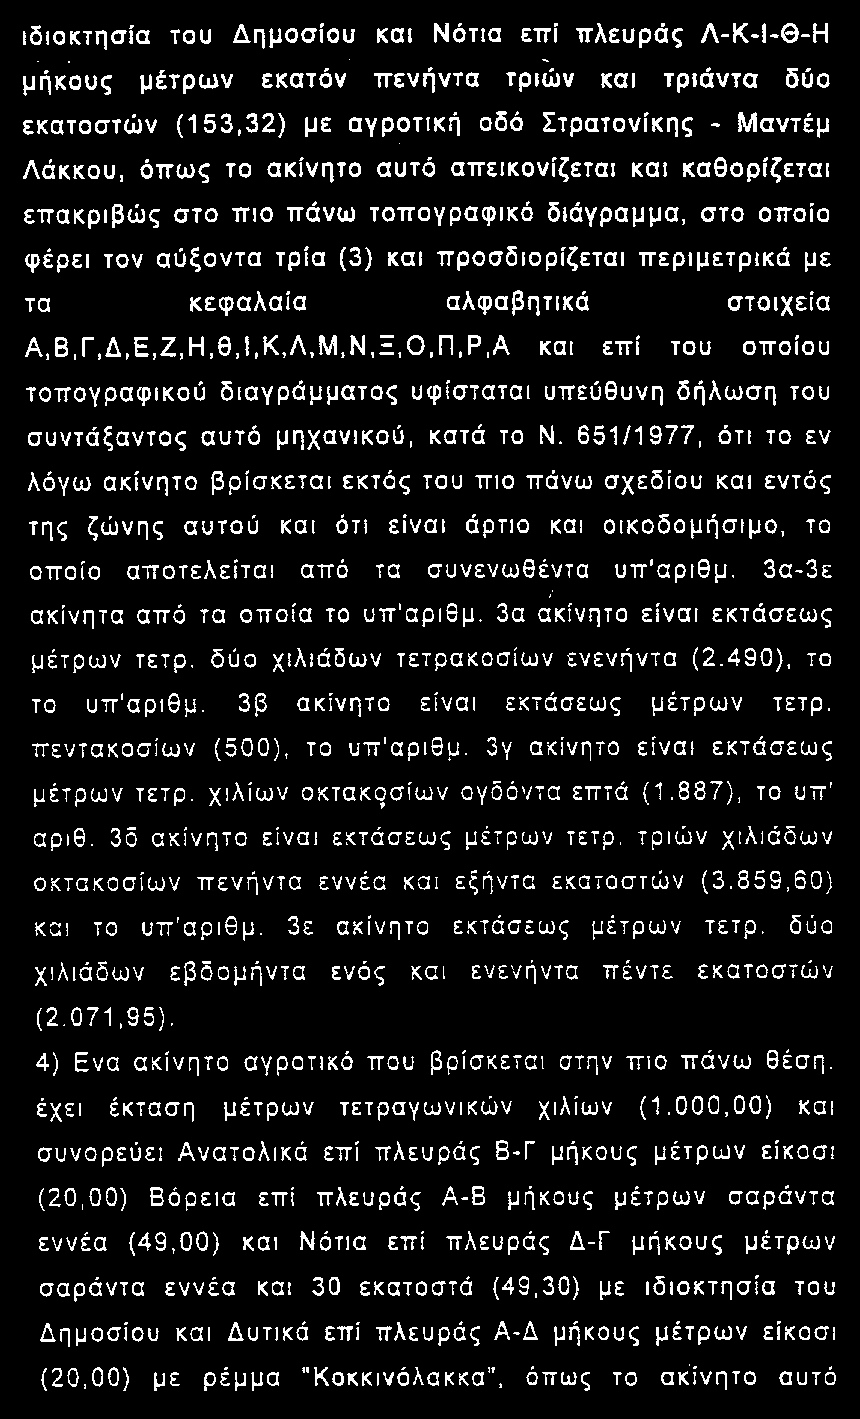 ιδιοκτησία του Δημοσίου και Νότια επί πλευράς Λ-Κ-Ι-Θ-Η
μήκους μέτρων εκατόν πενήντα τριών και τριάντα δύο
εκατοστών (153,32) με αγροτική οδό Στρατονίκης - Μαντέμ
Λάκκου, όπως το ακίνητο αυτό απεικονίζεται και καθορίζεται
επακριβώς στο πιο πάνω τοπογραφικό διάγραμμα, στο οποίο
φέρει τον αύξοντα τρία (3) και προσδιορίζεται περιμετρικά με
τα κεφαλαία αλφαβητικά στοιχεία
Α,Β,Γ,Δ,Ε,Ζ,Η,Θ,Ι,Κ,Λ,Μ,Ν,Ξ,Ο,Π,Ρ,Α και επί του οποίου
τοπογραφικού διαγράμματος υφίσταται υπεύθυνη δήλωση του
συντάξαντος αυτό μηχανικού, κατά το Ν. 651/1977, ότι το εν
λόγω ακίνητο βρίσκεται εκτός του πιο πάνω σχεδίου και εντός
της ζώνης αυτού και ότι είναι άρτιο και οικοδομήσιμο, το
οποίο αποτελείται από τα συνενωθέντα υπ'αριθμ. 3α-3ε
ακίνητα από τα οποία το υπ'αριθμ. 3α ακίνητο είναι εκτάσεως
μέτρων τετρ. δύο χιλιάδων τετρακοσίων ενενήντα (2.490), το
το υπ'αριθμ. 3β ακίνητο είναι εκτάσεως μέτρων τετρ.
πεντακοσίων (500), το υπ'αριθμ. 3γ ακίνητο είναι εκτάσεως
μέτρων τετρ. χιλίων οκτακοσίων ογδόντα επτά (1.887), το υπ'
αριθ. 3δ ακίνητο είναι εκτάσεως μέτρων τετρ. τριών χιλιάδων
οκτακοσίων πενήντα εννέα και εξήντα εκατοστών (3.859,60)
και το υπ'αριθμ. 3ε ακίνητο εκτάσεως μέτρων τετρ. δύο
χιλιάδων εβδομήντα ενός και ενενήντα πέντε εκατοστών
(2.071,95).
4) Ενα ακίνητο αγροτικό που βρίσκεται στην πιο πάνω θέση.
έχει έκταση μέτρων τετραγωνικών χιλίων (1.000,00) και
συνορεύει Ανατολικά επί πλευράς Β-Γ μήκους μέτρων είκοσι
(20,00) Βόρεια επί πλευράς Α-Β μήκους μέτρων σαράντα
εννέα (49,00) και Νότια επί πλευράς Δ-Γ μήκους μέτρων
σαράντα εννέα και 30 εκατοστά (49,30) με ιδιοκτησία του
Δημοσίου και Δυτικά επί πλευράς Α-Δ μήκους μέτρων είκοσι
(20,00) με ρέμμα "Κοκκινόλακκα", όπως το ακίνητο αυτό